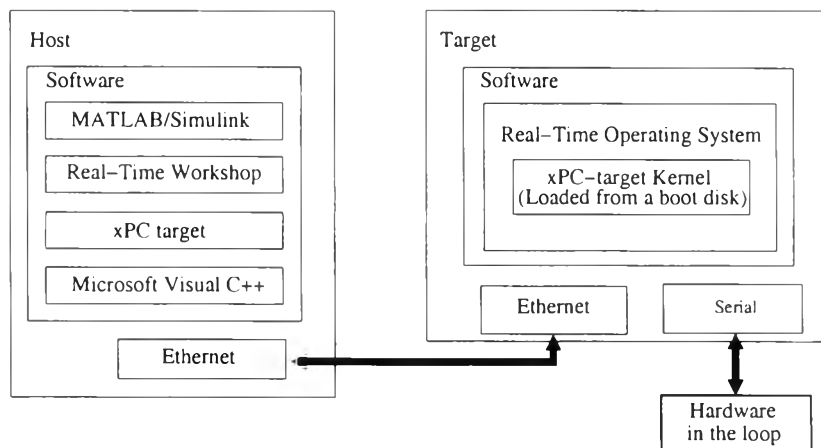 Host
Software
MATLAB/Simulink
Real-Time Workshop
xPC target
Microsoft Visual C++
Ethernet
Target
Software
Real-Time Operating System
xPC-target Kernel
(Loaded from a boot disk)
Ethernet
Serial
Hardware
in the loop